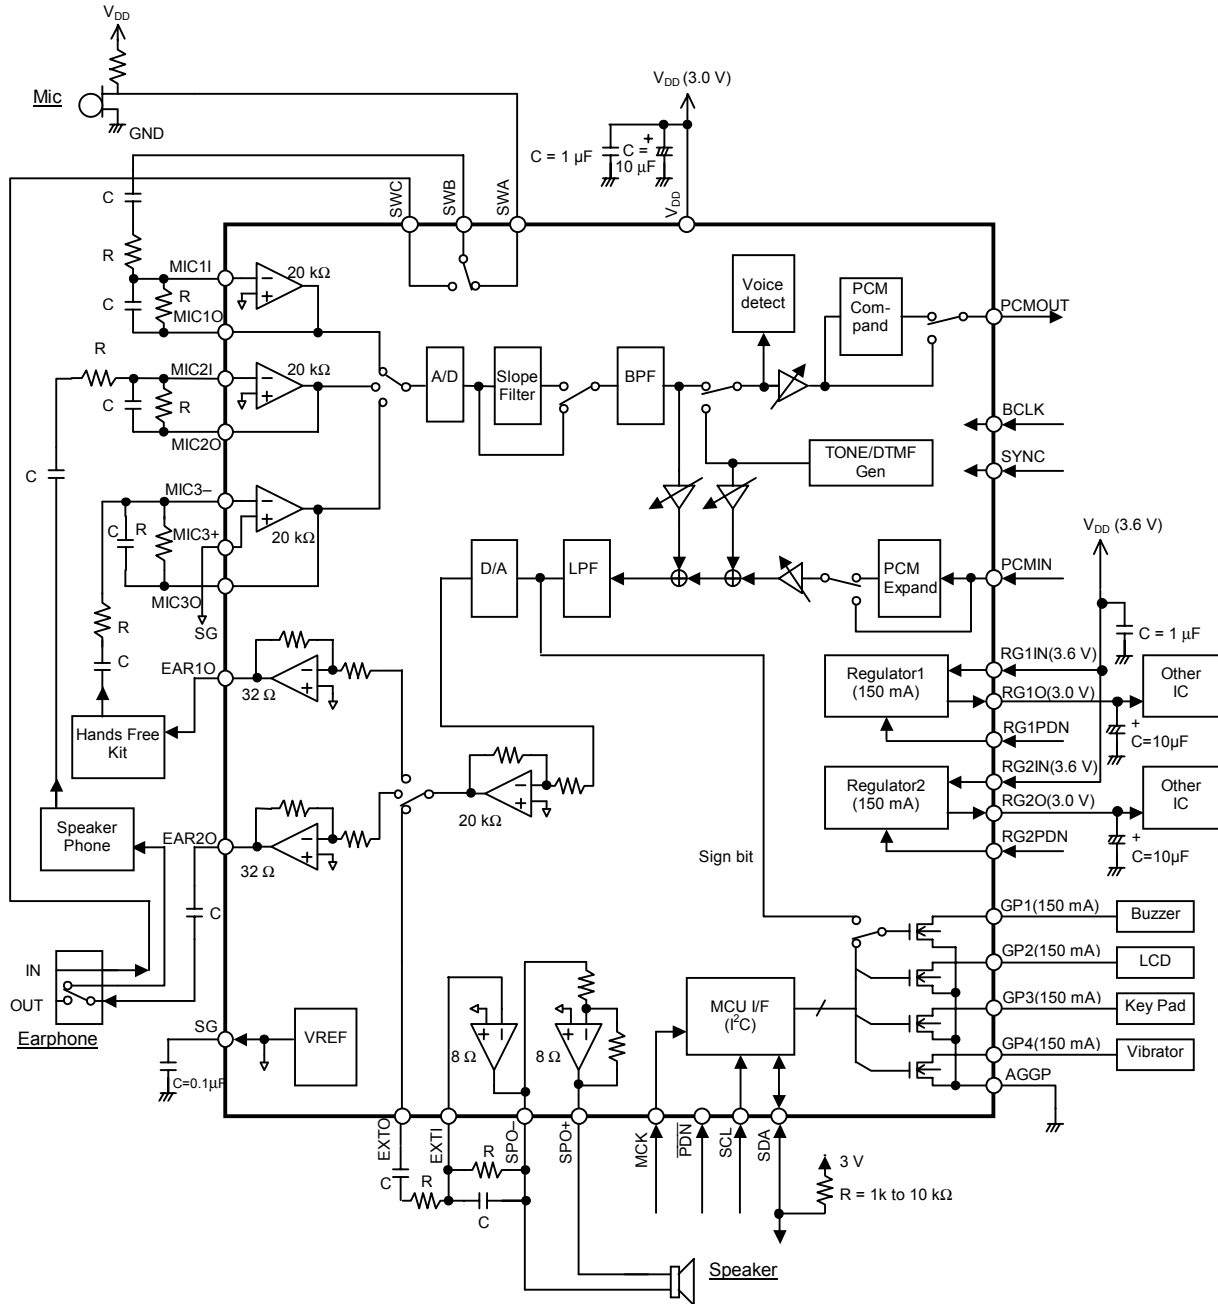 VDD
Mic
GND
VDD (3.0 V)
C = 1 µF
C =
+
10 µF
SWC
SWB
SWA
VDD
C
R
MIC1I
20 kΩ
−
+
C
R
MIC1O
R
MIC2I
20 kΩ
−
+
C
R
MIC2O
C
MIC3–
−
+
C
R
MIC3+
20 kΩ
MIC3O
SG
R
C
A/D
Slope
Filter
BPF
Voice
detect
PCM
Com-
pand
PCMOUT
BCLK
SYNC
TONE/DTMF
Gen
VDD (3.6 V)
D/A
LPF
PCM
Expand
PCMIN
C = 1 µF
EAR1O
32 Ω
−
+
Hands Free
Kit
Regulator1
(150 mA)
RG1IN(3.6 V)
RG1O(3.0 V)
Other
IC
+
C=10µF
RG1PDN
RG2IN(3.6 V)
Regulator2
(150 mA)
RG2O(3.0 V)
Other
IC
+
C=10µF
RG2PDN
−
+
20 kΩ
Speaker
Phone
EAR2O
32 Ω
−
+
Sign bit
C
GP1(150 mA)
Buzzer
GP2(150 mA)
LCD
GP3(150 mA)
Key Pad
GP4(150 mA)
Vibrator
AGGP
IN
OUT
Earphone
SG
C=0.1µF
VREF
+ −
8 Ω
+ −
8 Ω
MCU I/F
(I2C)
EXTO
EXTI
SPO–
SPO+
MCK
PDN
SCL
SDA
C
R
R
C
3 V
R = 1k to 10 kΩ
Speaker